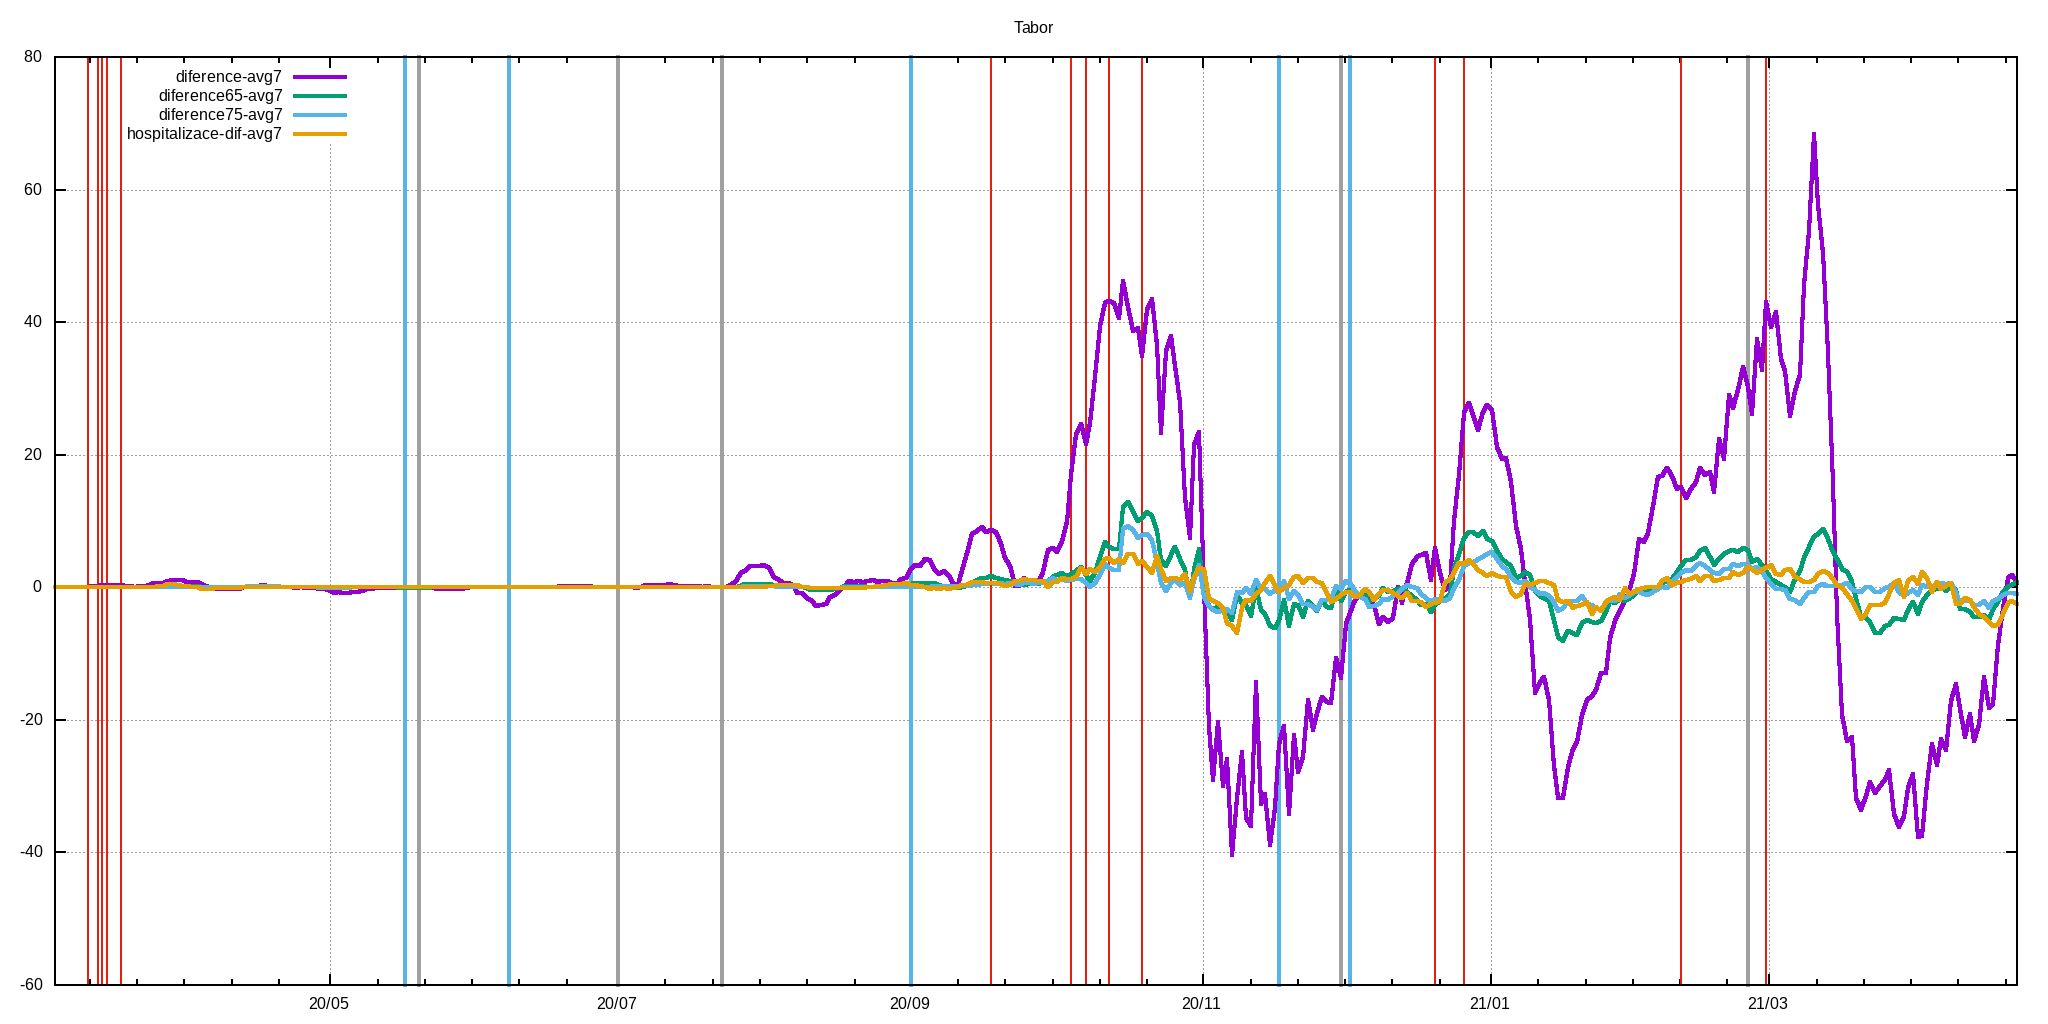 Tabor
80
60
40
20
0
-20
-40
-60
diference-avg7
diference65-avg7
diference75-avg7
hospitalizace-dif-avg7
20/05
20/07
20/09
20/11
21/01
21/03